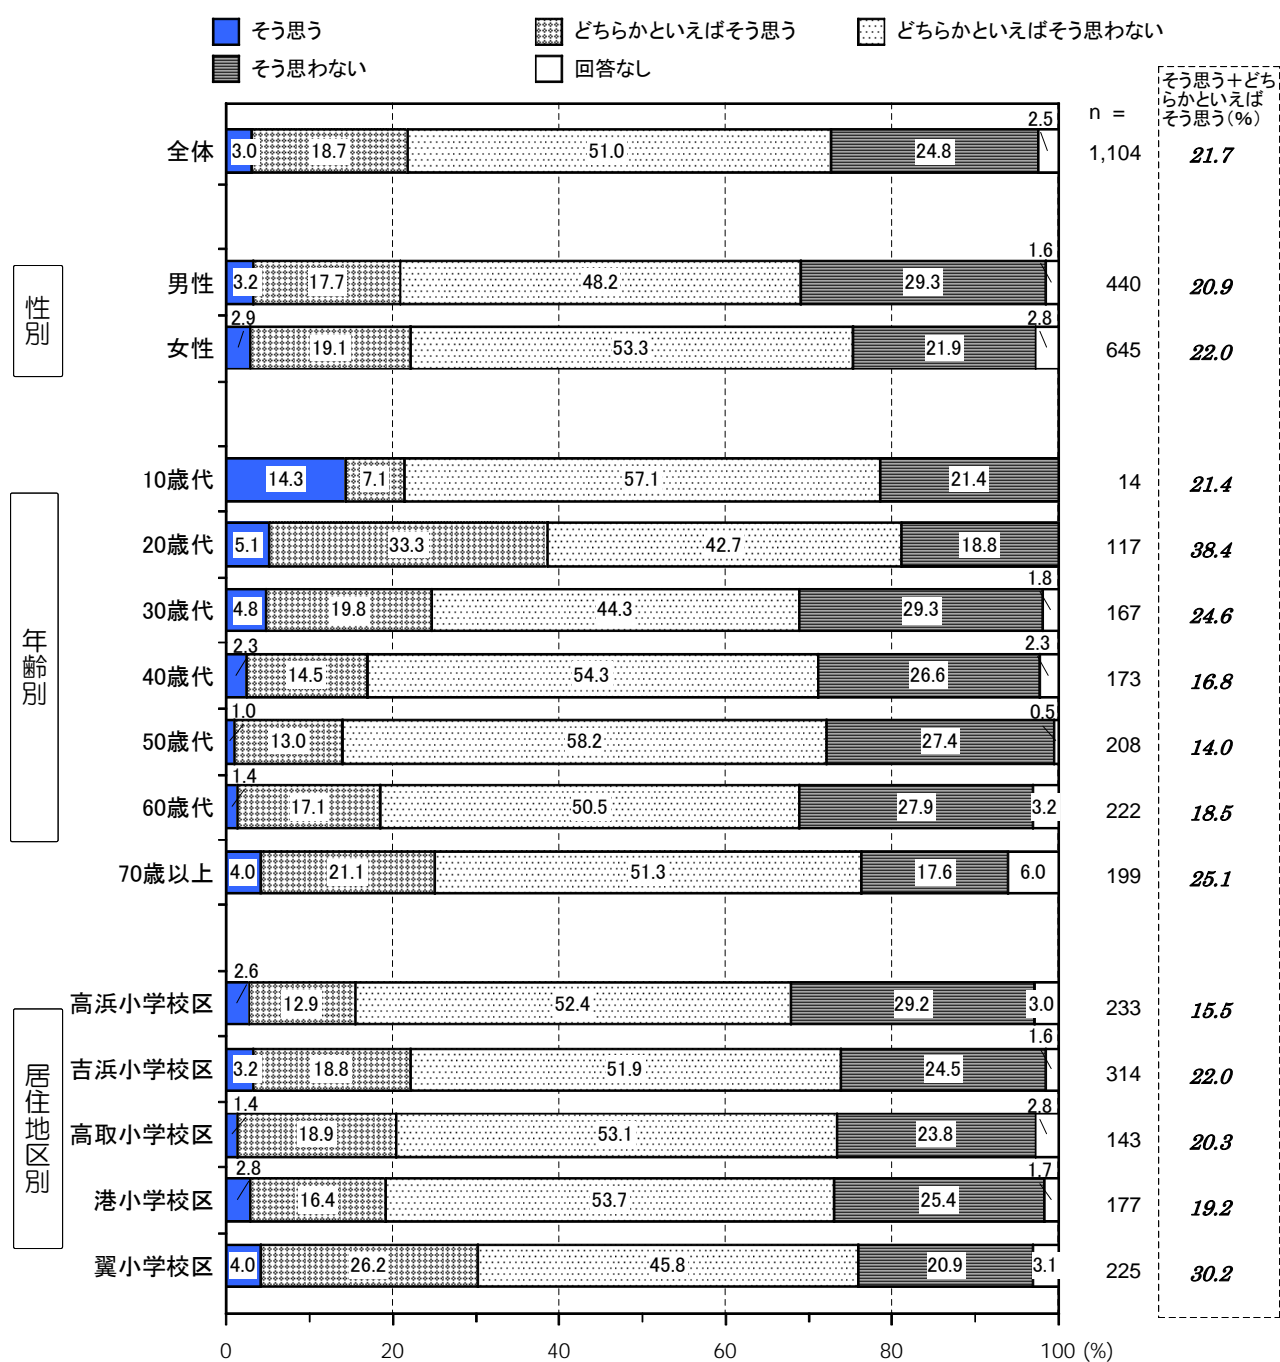 そう思う どちらかといえばそう思う どちらかといえばそう思わない
そう思わない 回答なし
そう思う＋どち
らかといえば
そう思う（％）
n =
全体 3.0 18.7 51.0 24.8 2.5 1,104 21.7
性別
男性 3.2 17.7 48.2 29.3 1.6 440 20.9
女性 2.9 19.1 53.3 21.9 2.8 645 22.0
年齢別
10歳代 14.3 7.1 57.1 21.4 14 21.4
20歳代 5.1 33.3 42.7 18.8 117 38.4
30歳代 4.8 19.8 44.3 29.3 1.8 167 24.6
40歳代 2.3 14.5 54.3 26.6 2.3 173 16.8
50歳代 1.0 13.0 58.2 27.4 0.5 208 14.0
60歳代 1.4 17.1 50.5 27.9 3.2 222 18.5
70歳以上 4.0 21.1 51.3 17.6 6.0 199 25.1
居住地区別
高浜小学校区 2.6 12.9 52.4 29.2 3.0 233 15.5
吉浜小学校区 3.2 18.8 51.9 24.5 1.6 314 22.0
高取小学校区 1.4 18.9 53.1 23.8 2.8 143 20.3
港小学校区 2.8 16.4 53.7 25.4 1.7 177 19.2
翼小学校区 4.0 26.2 45.8 20.9 3.1 225 30.2
0 20 40 60 80 100 (%)